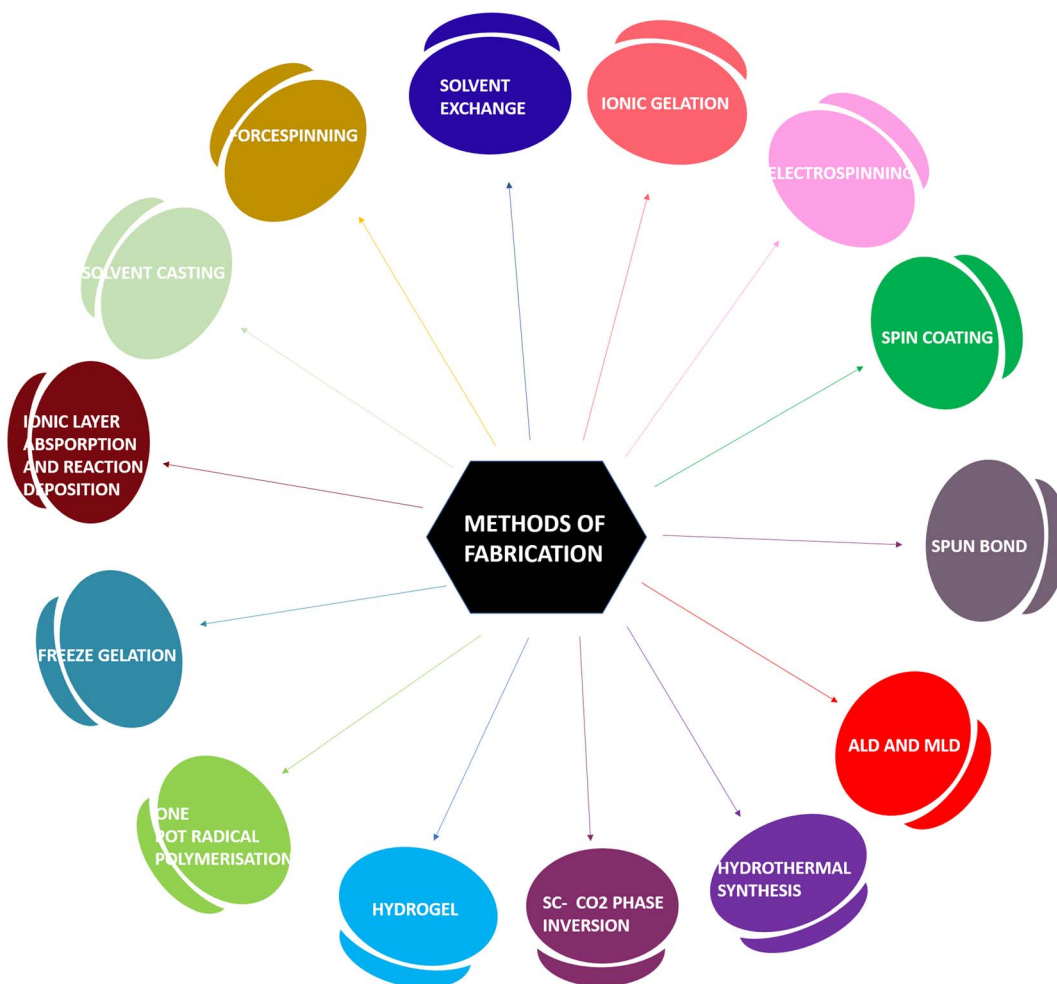 SOLVENT
EXCHANGE
IONIC GELATION
ELECTROSPINNING
SPIN COATING
SPUN BOND
ALD AND MLD
HYDROTHERMAL
SYNTHESIS
SC- CO2 PHASE
INVERSION
HYDROGEL
ONE
POT RADICAL
POLYMERISATION
FREEZE GELATION
IONIC LAYER
ABSPORPTION
AND REACTION
DEPOSITION
SOLVENT CASTING
FORCESPINNING
METHODS OF
FABRICATION